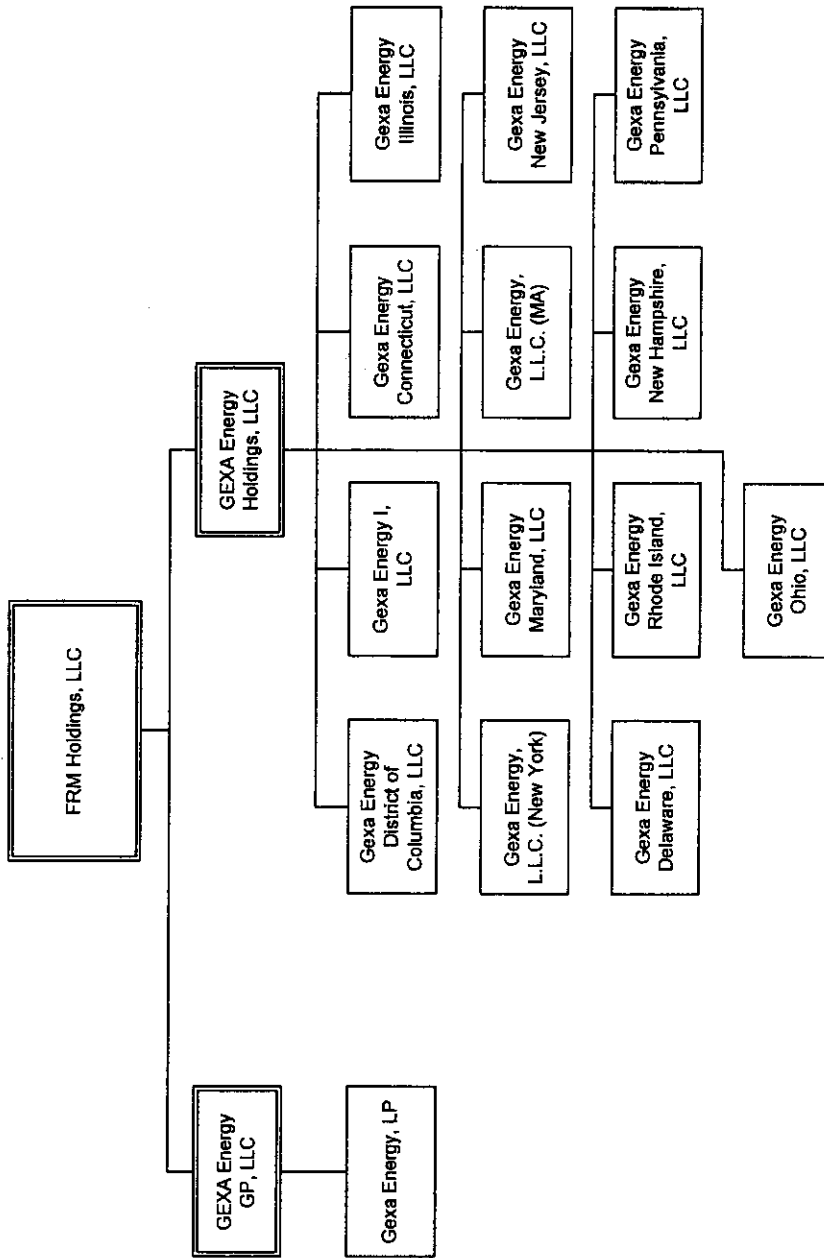 FRM Holdings, LLC
GEXA Energy
GP, LLC
GEXA Energy
Holdings, LLC
Gexa Energy, LP
Gexa Energy
District of
Columbia, LLC
Gexa Energy I,
LLC
Gexa Energy
Connecticut, LLC
Gexa Energy
Illinois, LLC
Gexa Energy,
L.L.C. (New York)
Gexa Energy
Maryland, LLC
Gexa Energy,
L.L.C. (MA)
Gexa Energy
New Jersey, LLC
Gexa Energy
Delaware, LLC
Gexa Energy
Rhode Island,
LLC
Gexa Energy
New Hampshire,
LLC
Gexa Energy
Pennsylvania,
LLC
Gexa Energy
Ohio, LLC